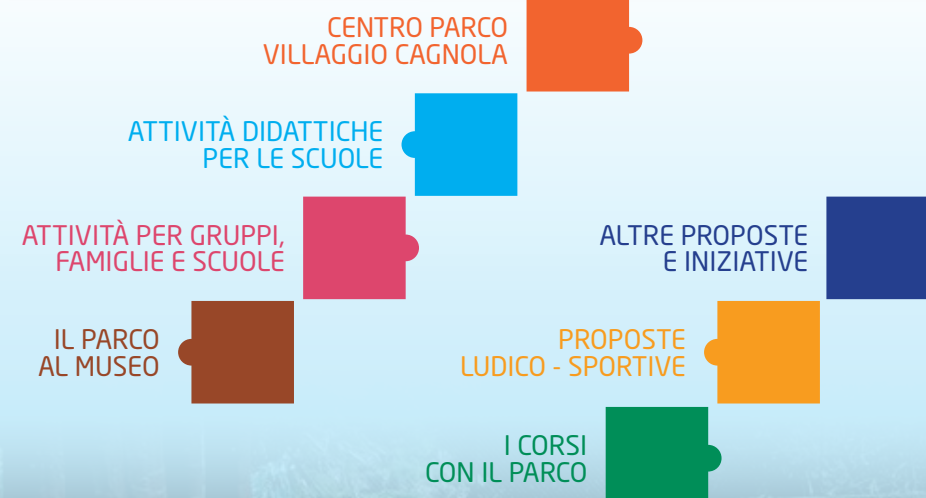 CENTRO PARCO
VILLAGGIO CAGNOLA
ATTIVITÀ DIDATTICHE
PER LE SCUOLE
ATTIVITÀ PER GRUPPI,
FAMIGLIE E SCUOLE
ALTRE PROPOSTE
E INIZIATIVE
IL PARCO
AL MUSEO
PROPOSTE
LUDICO - SPORTIVE
I CORSI
CON IL PARCO